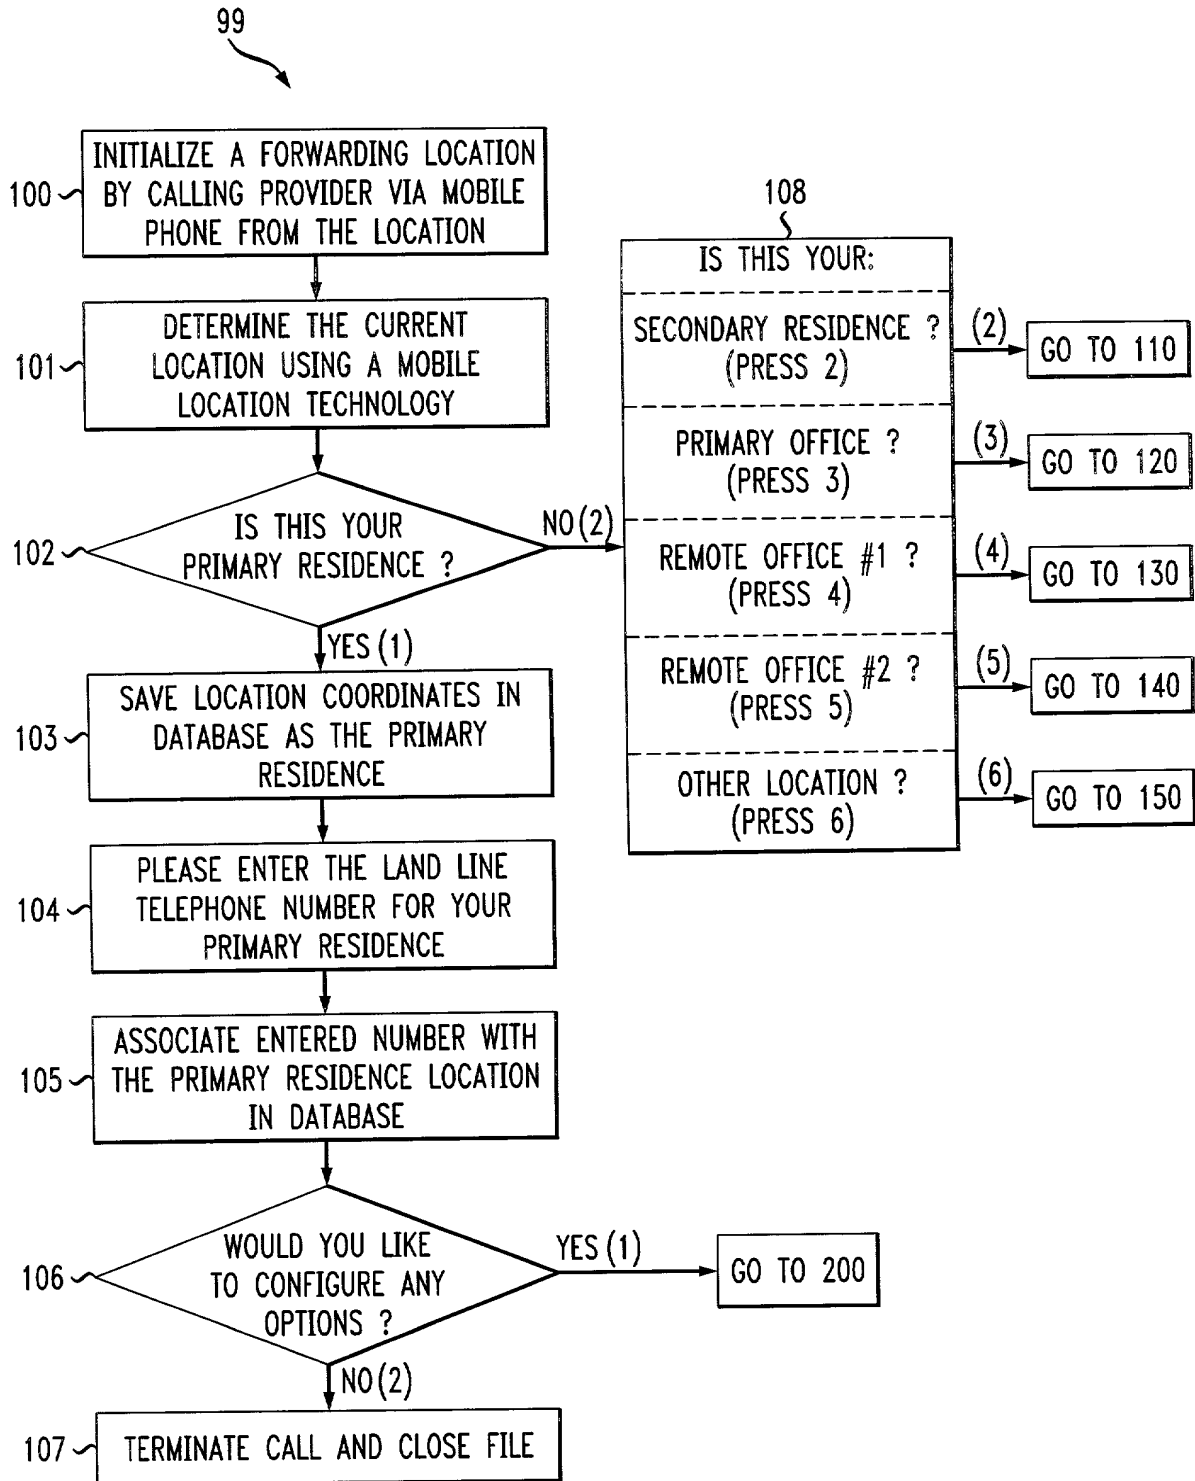 99
100
INITIALIZE A FORWARDING LOCATION
BY CALLING PROVIDER VIA MOBILE
PHONE FROM THE LOCATION
101
DETERMINE THE CURRENT
LOCATION USING A MOBILE
LOCATION TECHNOLOGY
102
IS THIS YOUR
PRIMARY RESIDENCE ?
NO (2)
YES (1)
103
SAVE LOCATION COORDINATES IN
DATABASE AS THE PRIMARY
RESIDENCE
104
PLEASE ENTER THE LAND LINE
TELEPHONE NUMBER FOR YOUR
PRIMARY RESIDENCE
105
ASSOCIATE ENTERED NUMBER WITH
THE PRIMARY RESIDENCE LOCATION
IN DATABASE
106
WOULD YOU LIKE
TO CONFIGURE ANY
OPTIONS ?
YES (1)
GO TO 200
NO (2)
107
TERMINATE CALL AND CLOSE FILE
108
IS THIS YOUR:
SECONDARY RESIDENCE ?
(PRESS 2)
(2)
GO TO 110
PRIMARY OFFICE ?
(PRESS 3)
(3)
GO TO 120
REMOTE OFFICE #1 ?
(PRESS 4)
(4)
GO TO 130
REMOTE OFFICE #2 ?
(PRESS 5)
(5)
GO TO 140
OTHER LOCATION ?
(PRESS 6)
(6)
GO TO 150